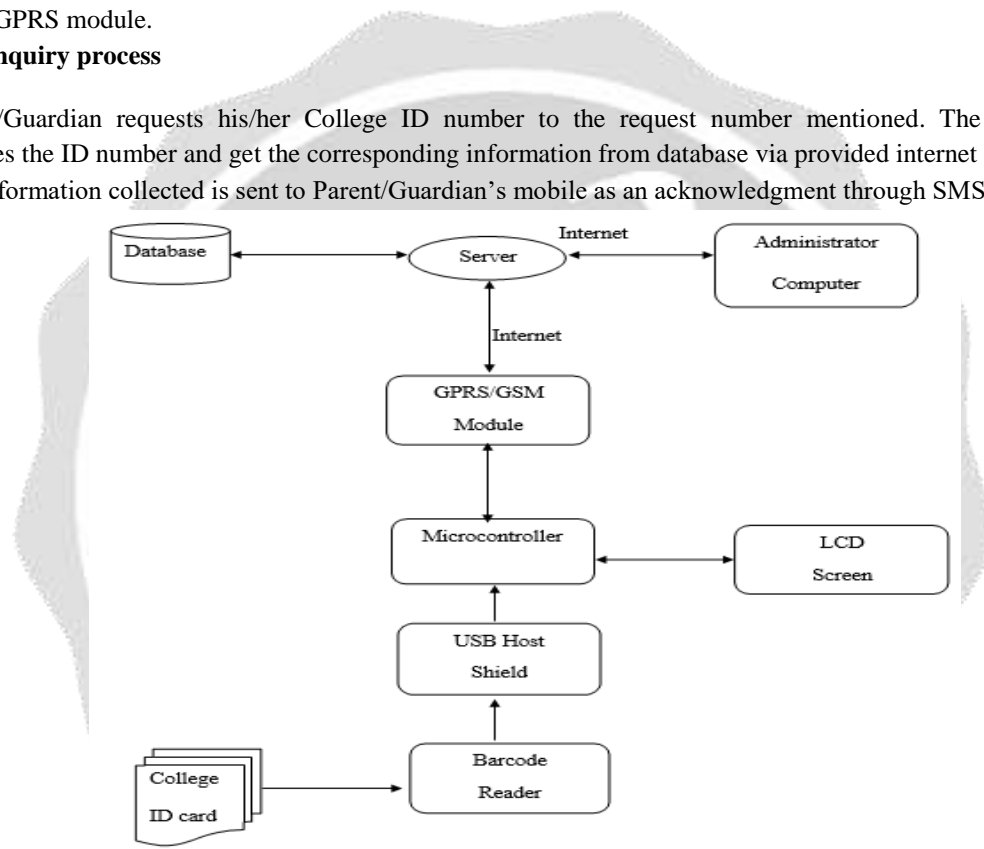 GPRS module.
nquiry process
/Guardian requests his/her College ID number to the request number mentioned. The
es the ID number and get the corresponding information from database via provided internet
formation collected is sent to Parent/Guardian's mobile as an acknowledgment through SMS
Database
Server
Internet
Administrator
Computer
Internet
GPRS/GSM
Module
Microcontroller
LCD
Screen
USB Host
Shield
College
ID card
Barcode
Reader